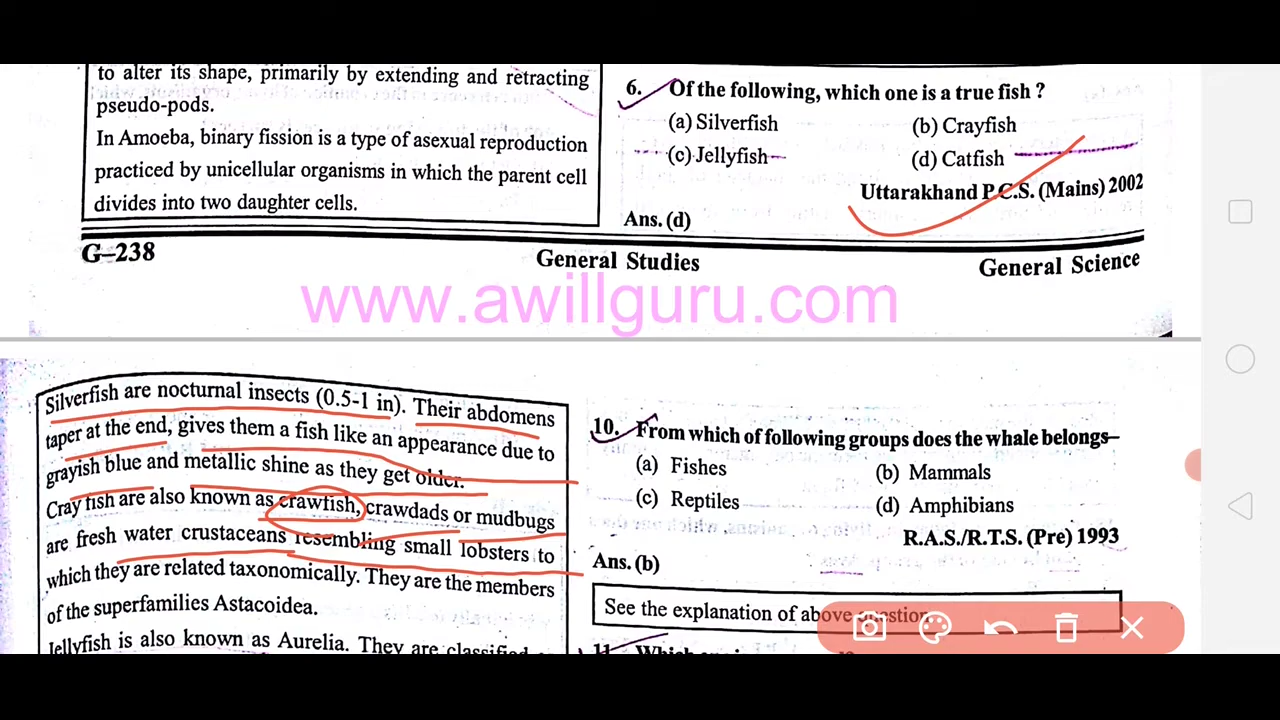 to alter its shape, primarily by extending and retracting
pseudo-pods.
In Amoeba, binary fission is a type of asexual reproduction
practiced by unicellular organisms in which the parent cell
divides into two daughter cells.
6. Of the following, which one is a true fish ?
(a) Silverfish (b) Crayfish
(c) Jellyfish (d) Catfish
Uttarakhand P.C.S. (Mains) 2002
Ans. (d)
G–238 General Studies General Science
www.awillguru.com
Silverfish are nocturnal insects (0.5-1 in). Their abdomens
taper at the end, gives them a fish like an appearance due to
grayish blue and metallic shine as they get older.
Cray fish are also known as crawfish, crawdads or mudbugs
are fresh water crustaceans resembling small lobsters to
which they are related taxonomically. They are the members
of the superfamilies Astacoidea.
Jellyfish is also known as Aurelia. They are classified
10. From which of following groups does the whale belongs–
(a) Fishes (b) Mammals
(c) Reptiles (d) Amphibians
R.A.S./R.T.S. (Pre) 1993
Ans. (b)
See the explanation of above question.
11. Which